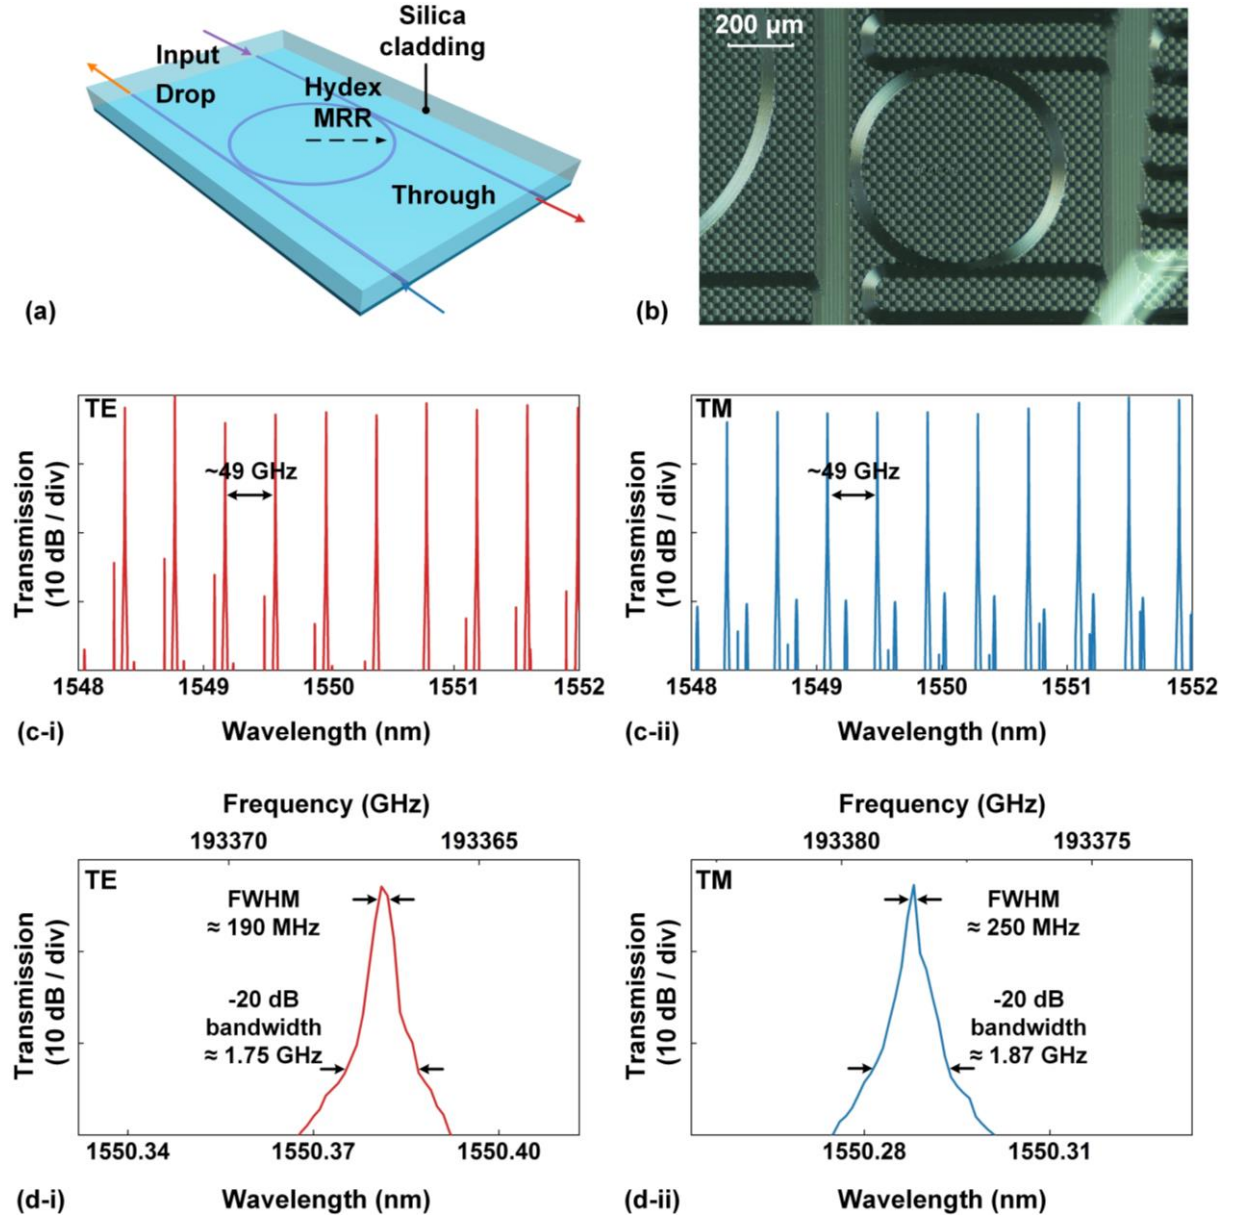 Silica
cladding
Input
Drop
Hydex
MRR
Through
(a)
200 µm
(b)
TE
~49 GHz
Transmission
(10 dB / div)
1548 1549 1550 1551 1552
(c-i) Wavelength (nm)
TM
~49 GHz
Transmission
(10 dB / div)
1548 1549 1550 1551 1552
(c-ii) Wavelength (nm)
Frequency (GHz)
193370 193365
TE
FWHM
≈ 190 MHz
-20 dB
bandwidth
≈ 1.75 GHz
Transmission
(10 dB / div)
1550.34 1550.37 1550.40
(d-i) Wavelength (nm)
Frequency (GHz)
193380 193375
TM
FWHM
≈ 250 MHz
-20 dB
bandwidth
≈ 1.87 GHz
Transmission
(10 dB / div)
1550.28 1550.31
(d-ii) Wavelength (nm)